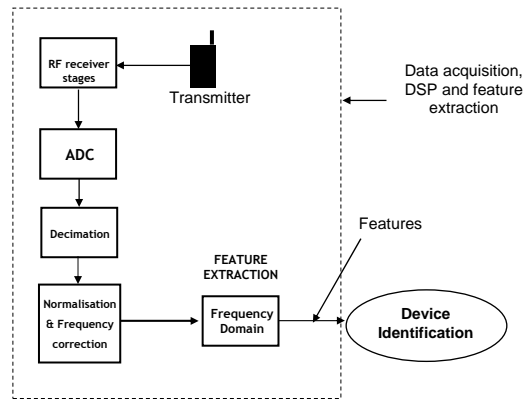 RF receiver
stages
Transmitter
Data acquisition,
DSP and feature
extraction
ADC
Decimation
Features
FEATURE
EXTRACTION
Normalisation
& Frequency
correction
Frequency
Domain
Device
Identification